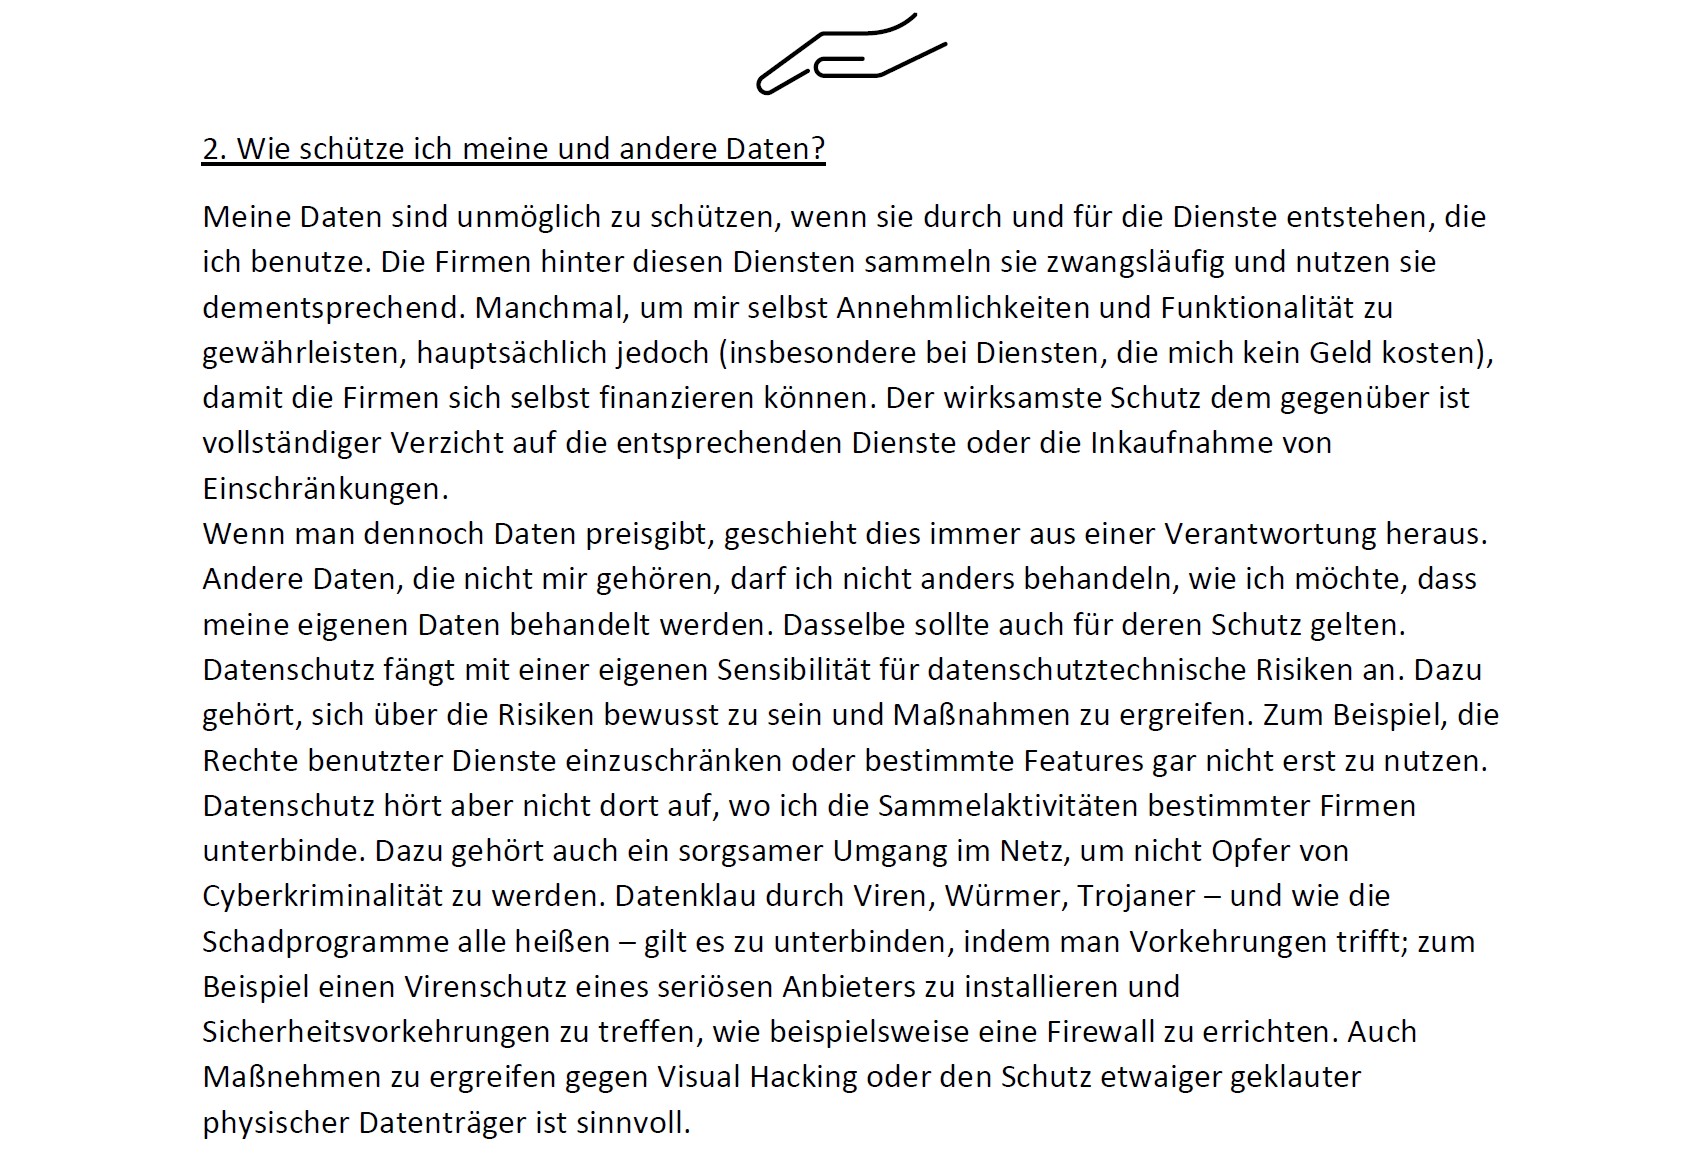 2. Wie schütze ich meine und andere Daten?
Meine Daten sind unmöglich zu schützen, wenn sie durch und für die Dienste entstehen, die
ich benutze. Die Firmen hinter diesen Diensten sammeln sie zwangsläufig und nutzen sie
dementsprechend. Manchmal, um mir selbst Annehmlichkeiten und Funktionalität zu
gewährleisten, hauptsächlich jedoch (insbesondere bei Diensten, die mich kein Geld kosten),
damit die Firmen sich selbst finanzieren können. Der wirksamste Schutz dem gegenüber ist
vollständiger Verzicht auf die entsprechenden Dienste oder die Inkaufnahme von
Einschränkungen.
Wenn man dennoch Daten preisgibt, geschieht dies immer aus einer Verantwortung heraus.
Andere Daten, die nicht mir gehören, darf ich nicht anders behandeln, wie ich möchte, dass
meine eigenen Daten behandelt werden. Dasselbe sollte auch für deren Schutz gelten.
Datenschutz fängt mit einer eigenen Sensibilität für datenschutztechnische Risiken an. Dazu
gehört, sich über die Risiken bewusst zu sein und Maßnahmen zu ergreifen. Zum Beispiel, die
Rechte benutzter Dienste einzuschränken oder bestimmte Features gar nicht erst zu nutzen.
Datenschutz hört aber nicht dort auf, wo ich die Sammelaktivitäten bestimmter Firmen
unterbinde. Dazu gehört auch ein sorgsamer Umgang im Netz, um nicht Opfer von
Cyberkriminalität zu werden. Datenklau durch Viren, Würmer, Trojaner – und wie die
Schadprogramme alle heißen – gilt es zu unterbinden, indem man Vorkehrungen trifft; zum
Beispiel einen Virenschutz eines seriösen Anbieters zu installieren und
Sicherheitsvorkehrungen zu treffen, wie beispielsweise eine Firewall zu errichten. Auch
Maßnehmen zu ergreifen gegen Visual Hacking oder den Schutz etwaiger geklauter
physischer Datenträger ist sinnvoll.